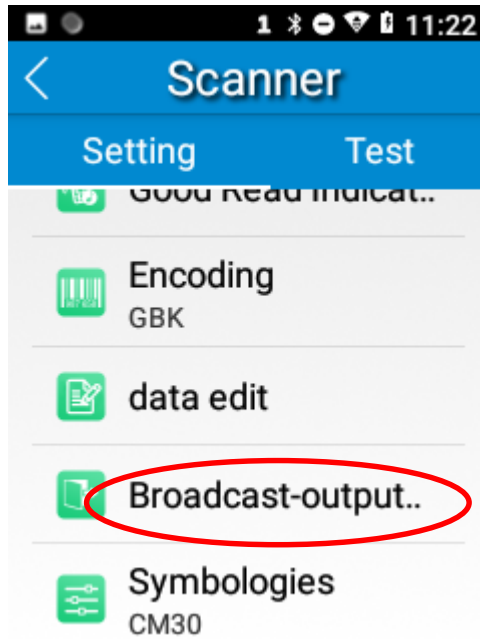 1 11:22
Scanner
Setting Test
Good Read Indicat..
Encoding
GBK
data edit
Broadcast-output..
Symbologies
CM30